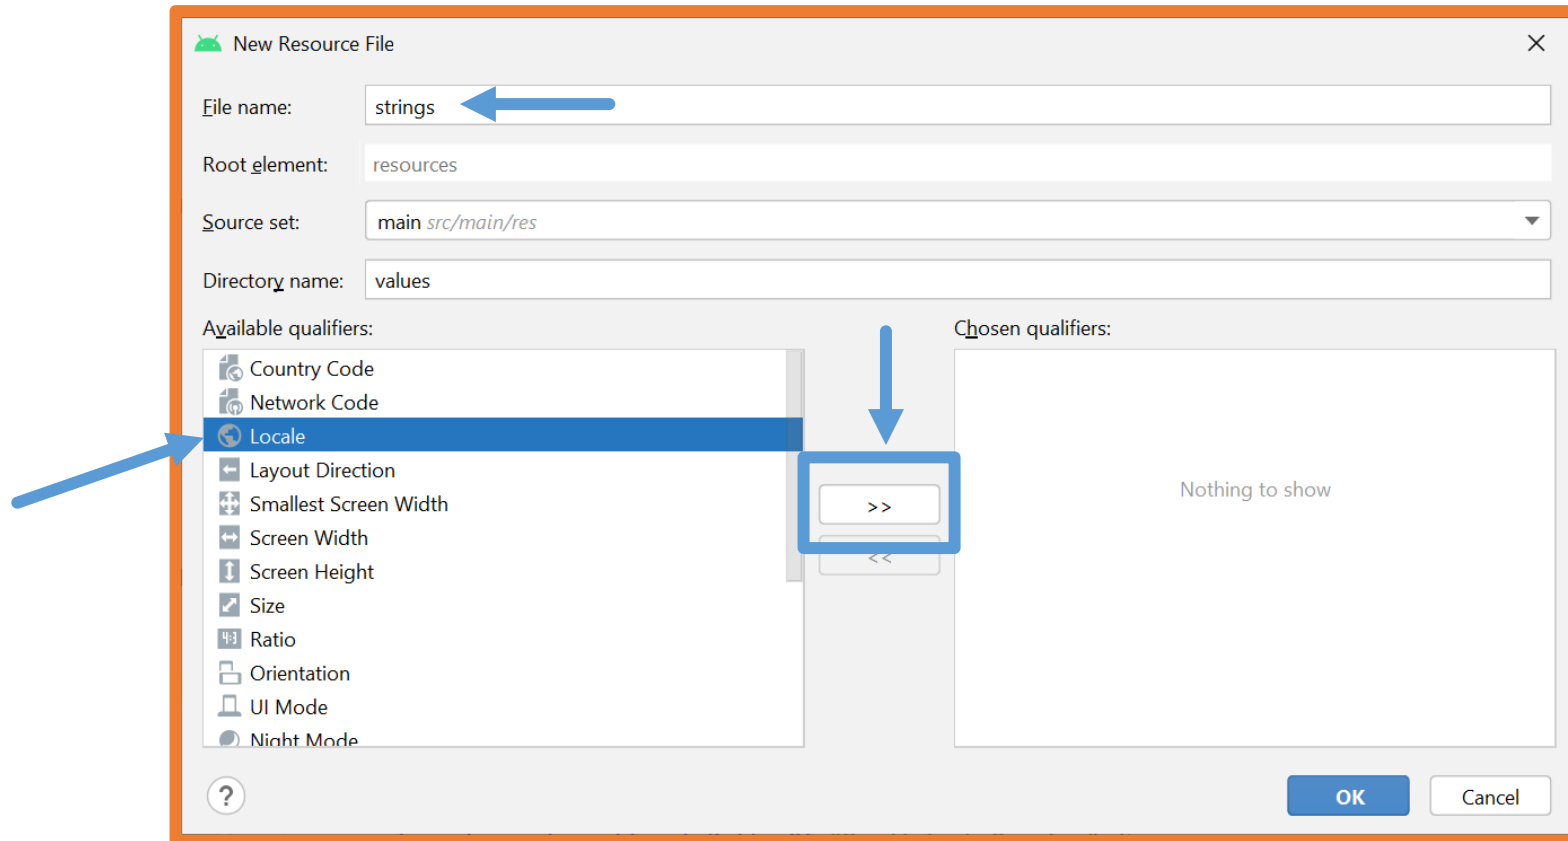 New Resource File
File name: strings
Root element: resources
Source set: main src/main/res
Directory name: values
Available qualifiers:
Chosen qualifiers:
Country Code
Network Code
Locale
Layout Direction
Smallest Screen Width
Screen Width
Screen Height
Size
Ratio
Orientation
UI Mode
Night Mode
>>
<<
Nothing to show
?
OK
Cancel